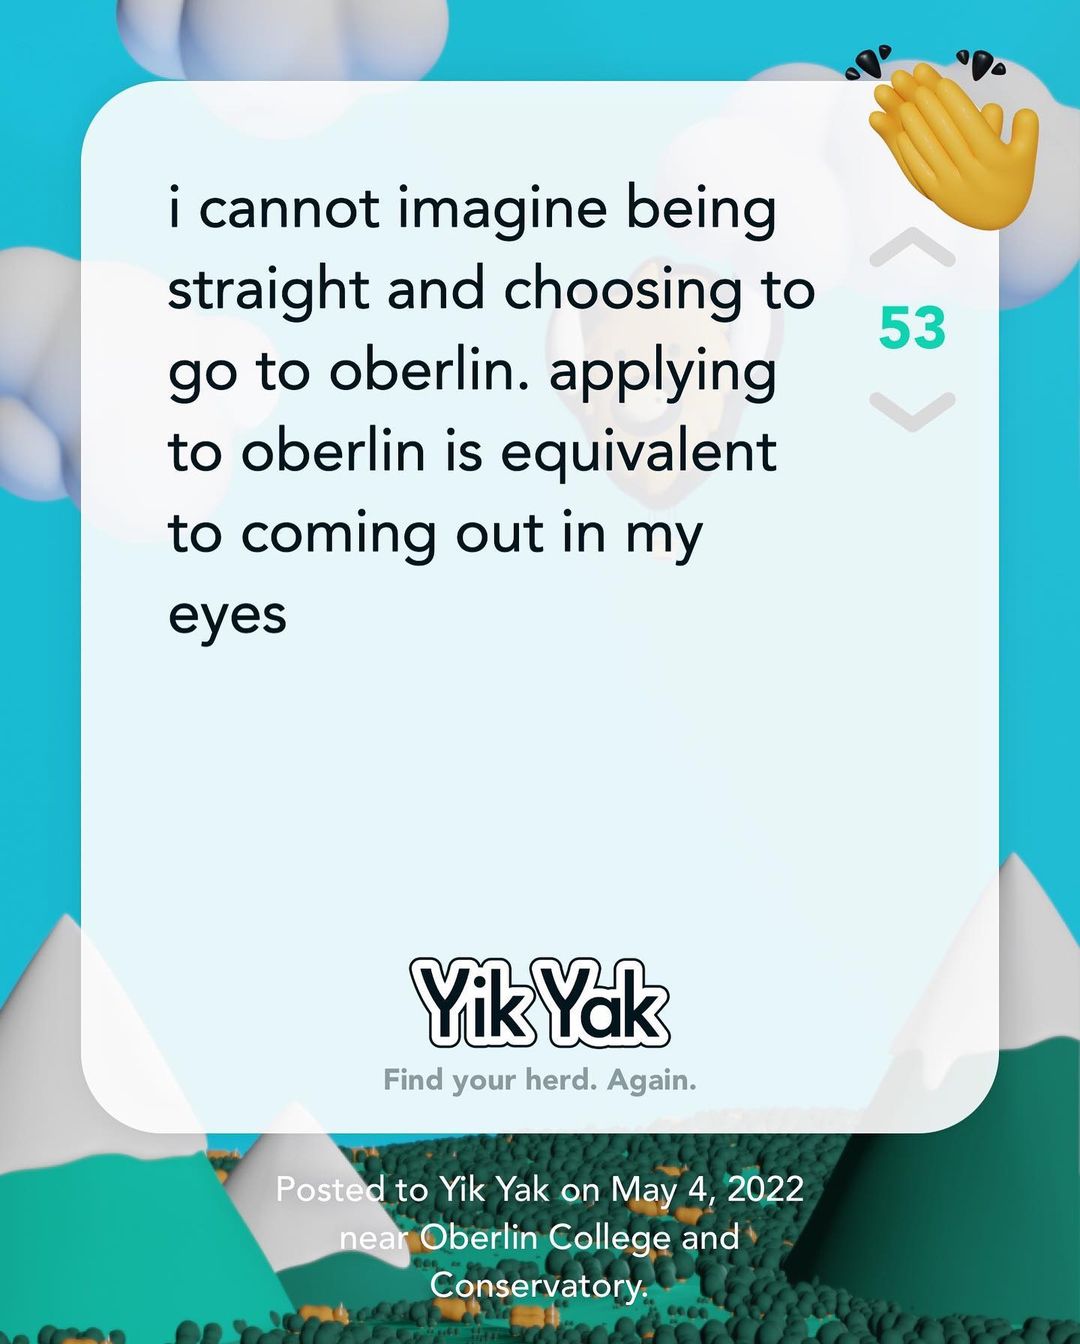 i cannot imagine being
straight and choosing to
go to oberlin. applying
to oberlin is equivalent
to coming out in my
eyes
53
Yik Yak
Find your herd. Again.
Posted to Yik Yak on May 4, 2022
near Oberlin College and
Conservatory.